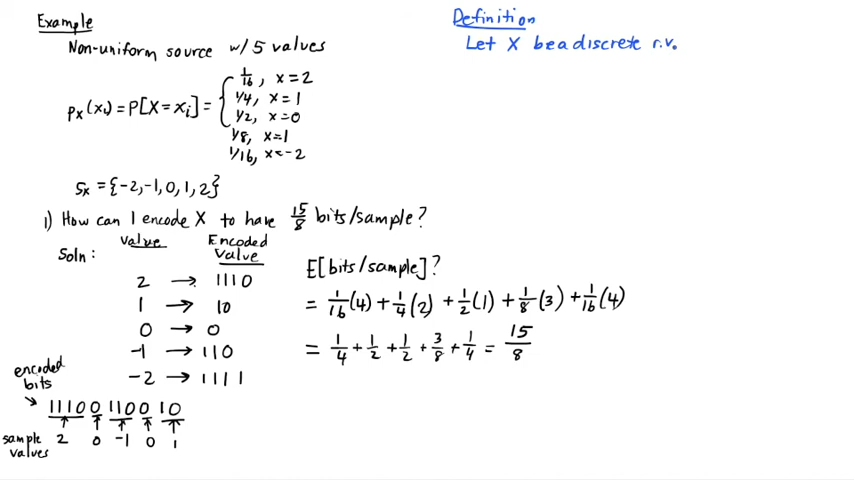 Example
Non-uniform source w/ 5 values
px(xi) = P[X=xi] = { 1/16, x=2
1/4, x=1
1/2, x=0
1/8, x=1
1/16, x=-2
Sx = {-2,-1,0,1,2}
1) How can I encode X to have 15/8 bits/sample?
Soln:
Value Encoded Value
2 → 1110
1 → 10
0 → 0
-1 → 110
-2 → 1111
encoded bits
11100110010
sample values 2 0 -1 0 1
E[bits/sample]?
= 1/16(4) + 1/4(2) + 1/2(1) + 1/8(3) + 1/16(4)
= 1/4 + 1/2 + 1/2 + 3/8 + 1/4 = 15/8
Definition
Let X be a discrete r.v.